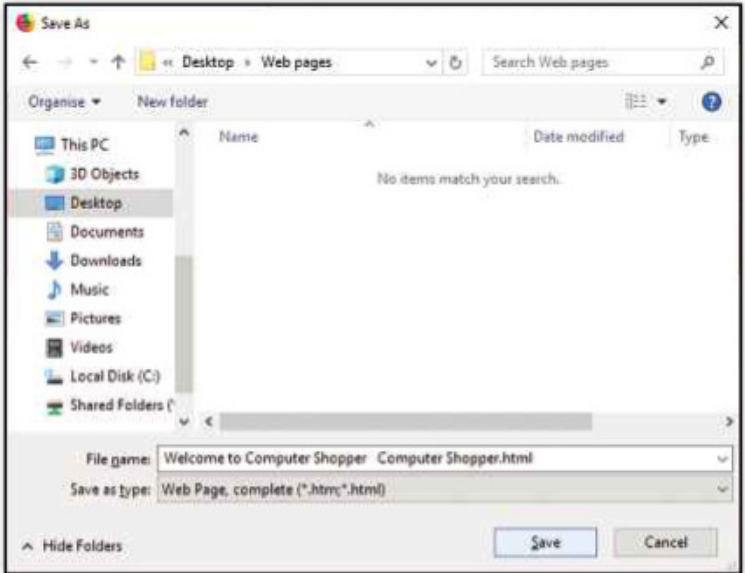 Save As
« Desktop › Web pages
Search Web pages
Organise
New folder
This PC
3D Objects
Desktop
Documents
Downloads
Music
Pictures
Videos
Local Disk (C:)
Shared Folders ('
Name
Date modified
Type
No items match your search.
File name: Welcome to Computer Shopper Computer Shopper.html
Save as type: Web Page, complete (*.htm;*.html)
Hide Folders
Save
Cancel